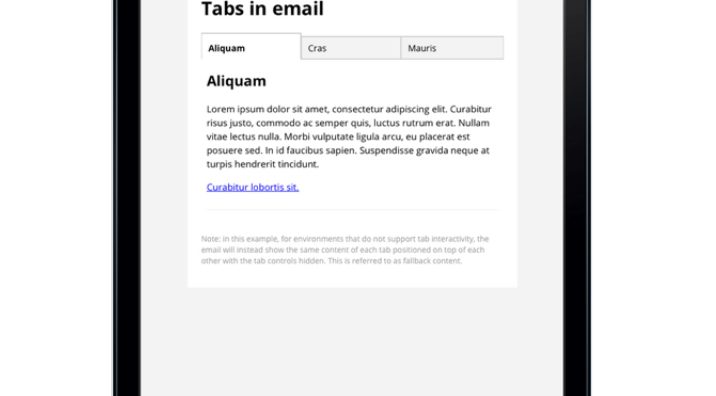 Tabs in email
Aliquam Cras Mauris
Aliquam
Lorem ipsum dolor sit amet, consectetur adipiscing elit. Curabitur
risus justo, commodo ac semper quis, luctus rutrum erat. Nullam
vitae lectus nulla. Morbi vulputate ligula arcu, eu placerat est
posuere sed. In id faucibus sapien. Suspendisse gravida neque at
turpis hendrerit tincidunt.
Curabitur lobortis sit.
Note: in this example, for environments that do not support tab interactivity, the
email will instead show the same content of each tab positioned on top of each
other with the tab controls hidden. This is referred to as fallback content.